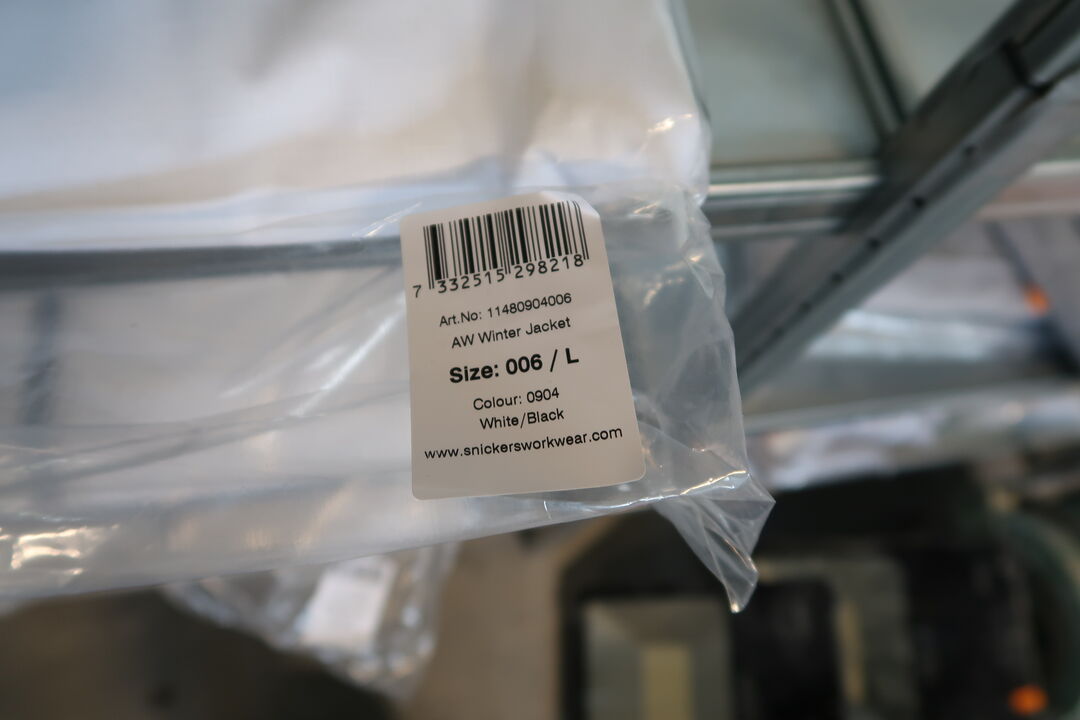 7 332515 298218
Art.No: 11480904006
AW Winter Jacket
Size: 006 / L
Colour: 0904
White/Black
www.snickersworkwear.com